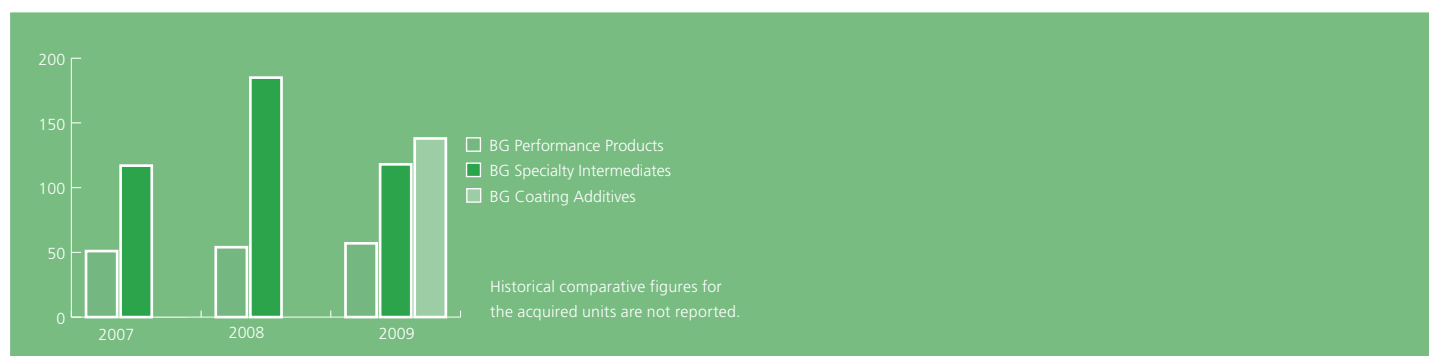 200
150
100
50
0
2007
2008
2009
BG Performance Products
BG Specialty Intermediates
BG Coating Additives
Historical comparative figures for
the acquired units are not reported.